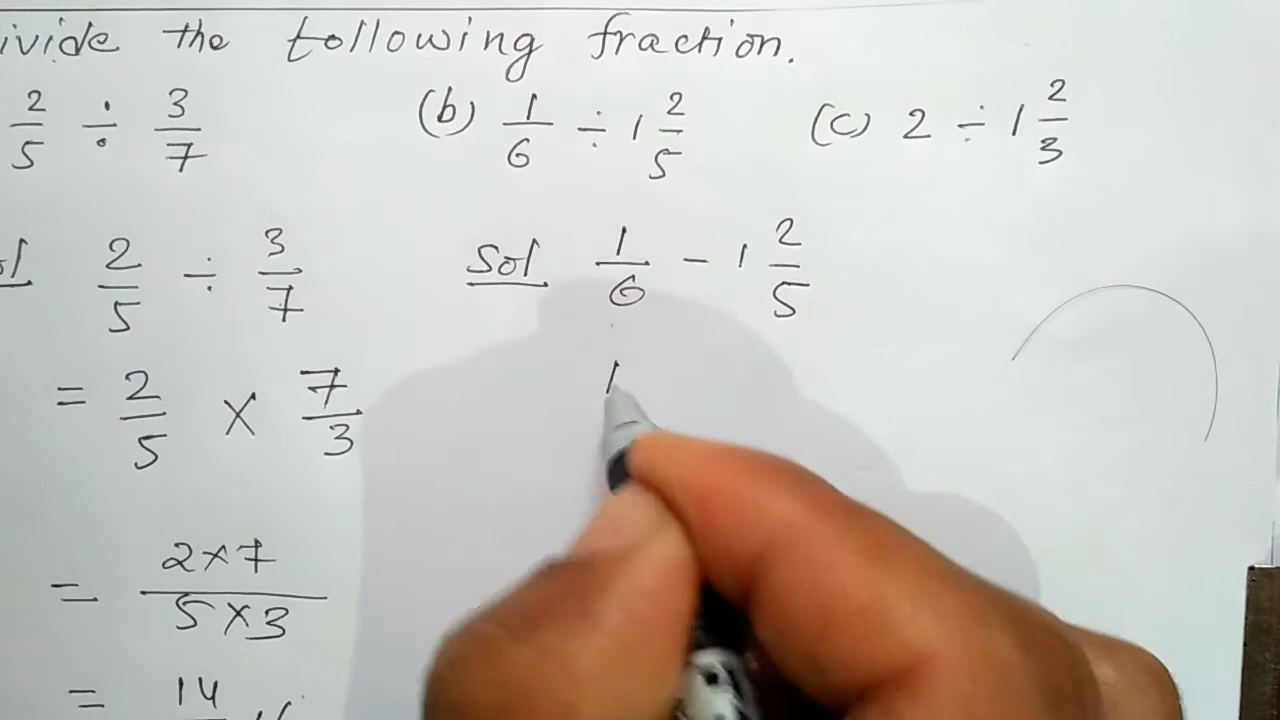 ivide the following fraction.
2/5 ÷ 3/7 (b) 1/6 ÷ 1 2/5 (c) 2 ÷ 1 2/3
2/5 ÷ 3/7 Sol 1/6 - 1 2/5
= 2/5 × 7/3 1
= 2×7/5×3
= 14